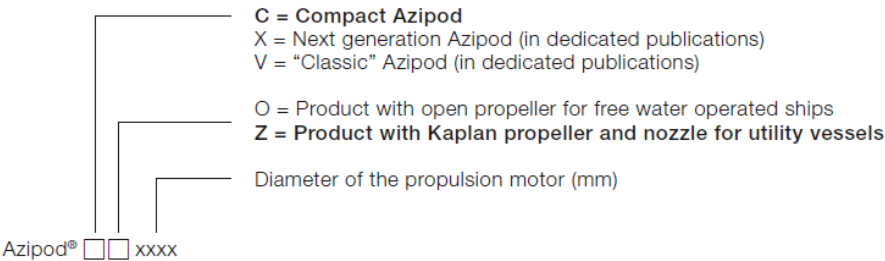 C = Compact Azipod
X = Next generation Azipod (in dedicated publications)
V = “Classic” Azipod (in dedicated publications)
O = Product with open propeller for free water operated ships
Z = Product with Kaplan propeller and nozzle for utility vessels
Diameter of the propulsion motor (mm)
Azipod® □□ xxxx